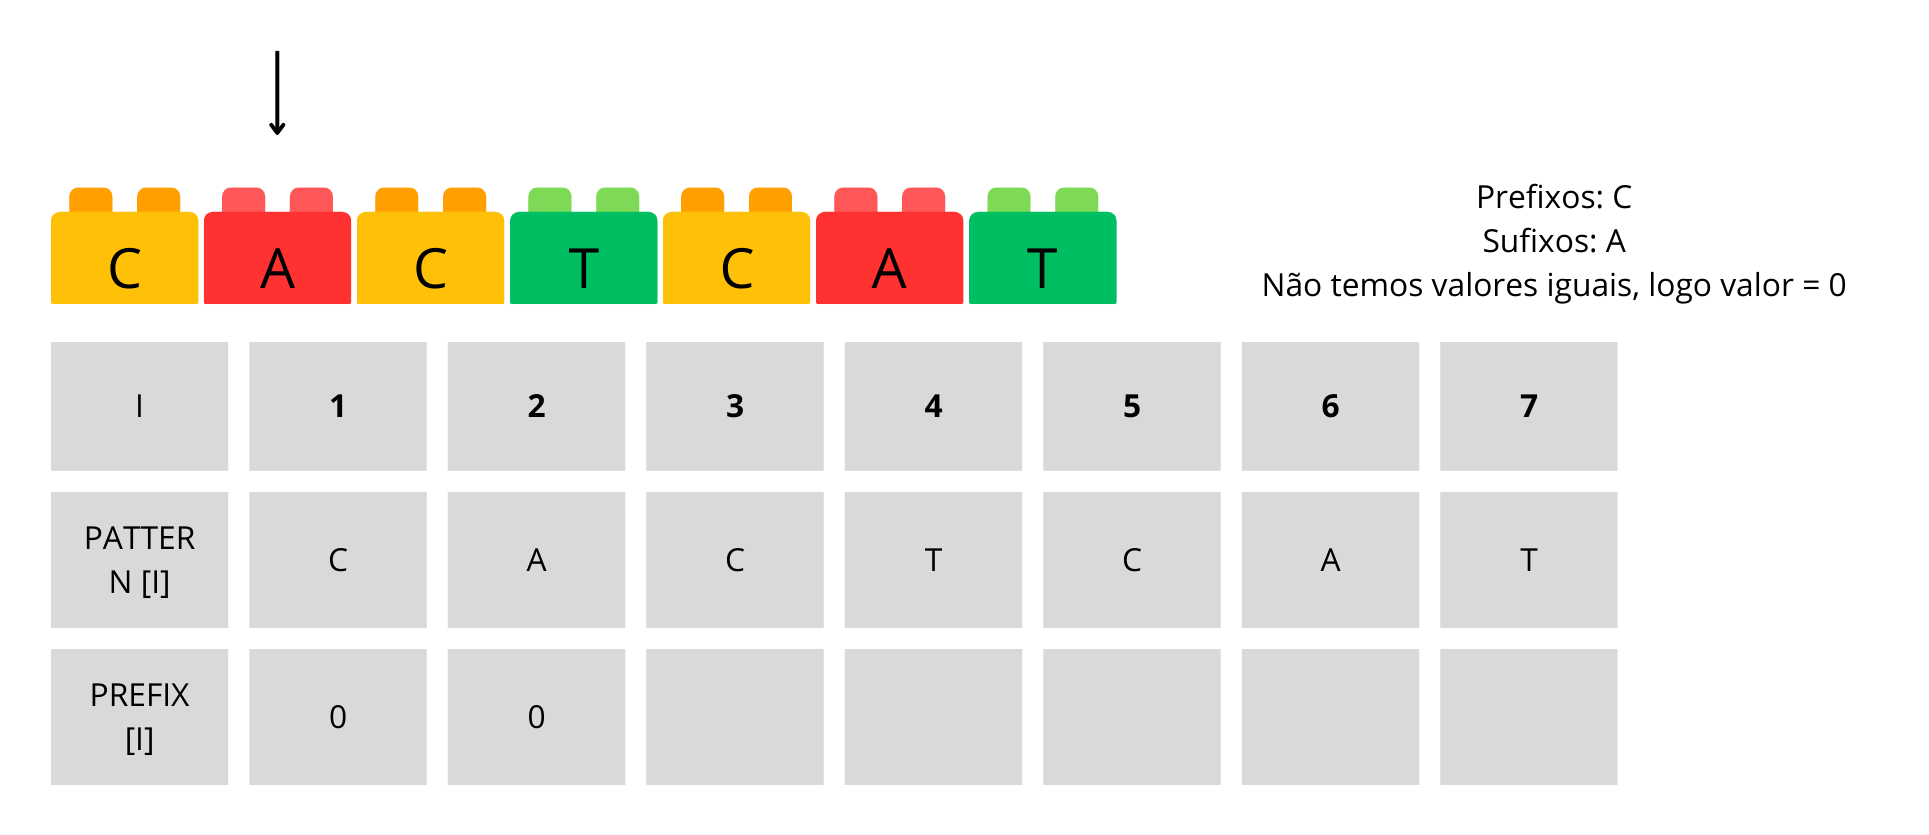 C A C T C A T
Prefixos: C
Sufixos: A
Não temos valores iguais, logo valor = 0
I 1 2 3 4 5 6 7
PATTER
N [I] C A C T C A T
PREFIX
[I] 0 0